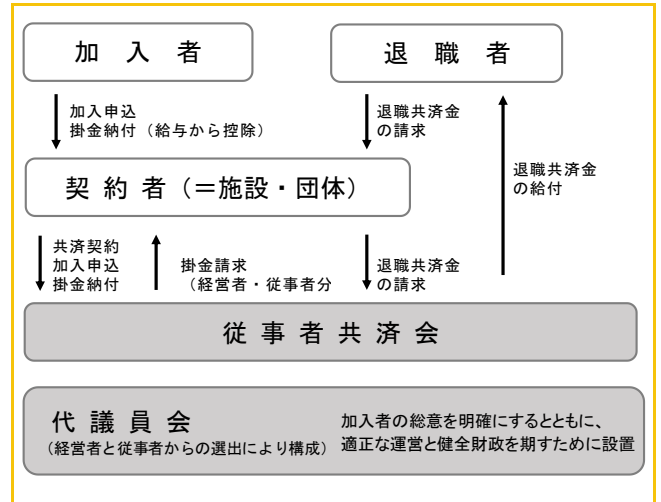 加入者
退職者
加入申込
掛金納付（給与から控除）
退職共済金
の請求
退職共済金
の給付
契約者（＝施設・団体）
共済契約
加入申込
掛金納付
掛金請求
（経営者・従事者分
退職共済金
の請求
従事者共済会
代議員会
（経営者と従事者からの選出により構成）
加入者の総意を明確にするとともに、
適正な運営と健全財政を期すために設置